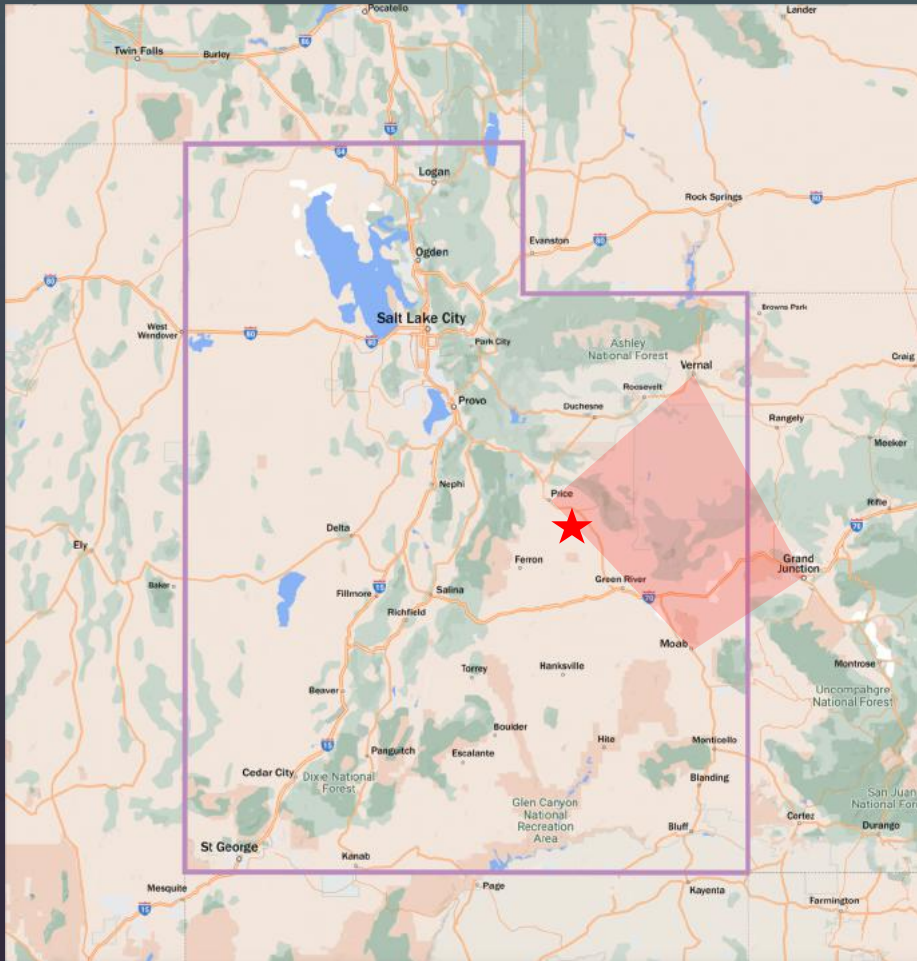 Pocatello
Lander
86
Twin Falls
Burley
15
84
Logan
Rock Springs
80
Evanston
80
Ogden
80
Browns Park
Salt Lake City
West
Wendover
80
80
Park City
Ashley
National Forest
Craig
Vernal
Roosevelt
Provo
Duchesne
Rangely
Meeker
Nephi
Price
Rifle
Delta
70
Ely
Ferron
Grand
Junction
Baker
Green River
15
Fillmore
Salina
70
Richfield
Moab
Torrey
Hanksville
Montrose
Beaver
Uncompahgre
National Forest
Boulder
15
Hite
Monticello
Panguitch
Escalante
Cedar City
Dixie National
Forest
Blanding
San Juan
National For
Glen Canyon
National
Recreation
Area
Cortez
Bluff
Durango
St George
Kanab
Mesquite
Page
Kayenta
15
Farmington